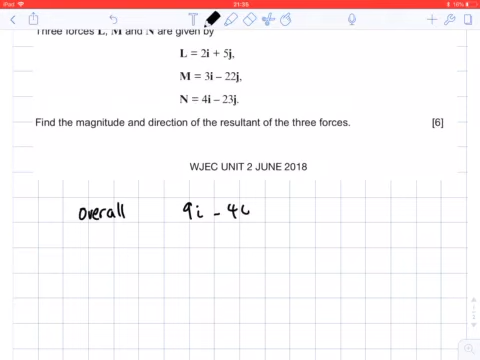 iPad 21:35 16%
Three forces L, M and N are given by
L = 2i + 5j,
M = 3i – 22j,
N = 4i – 23j.
Find the magnitude and direction of the resultant of the three forces. [6]
WJEC UNIT 2 JUNE 2018
overall 9i - 40